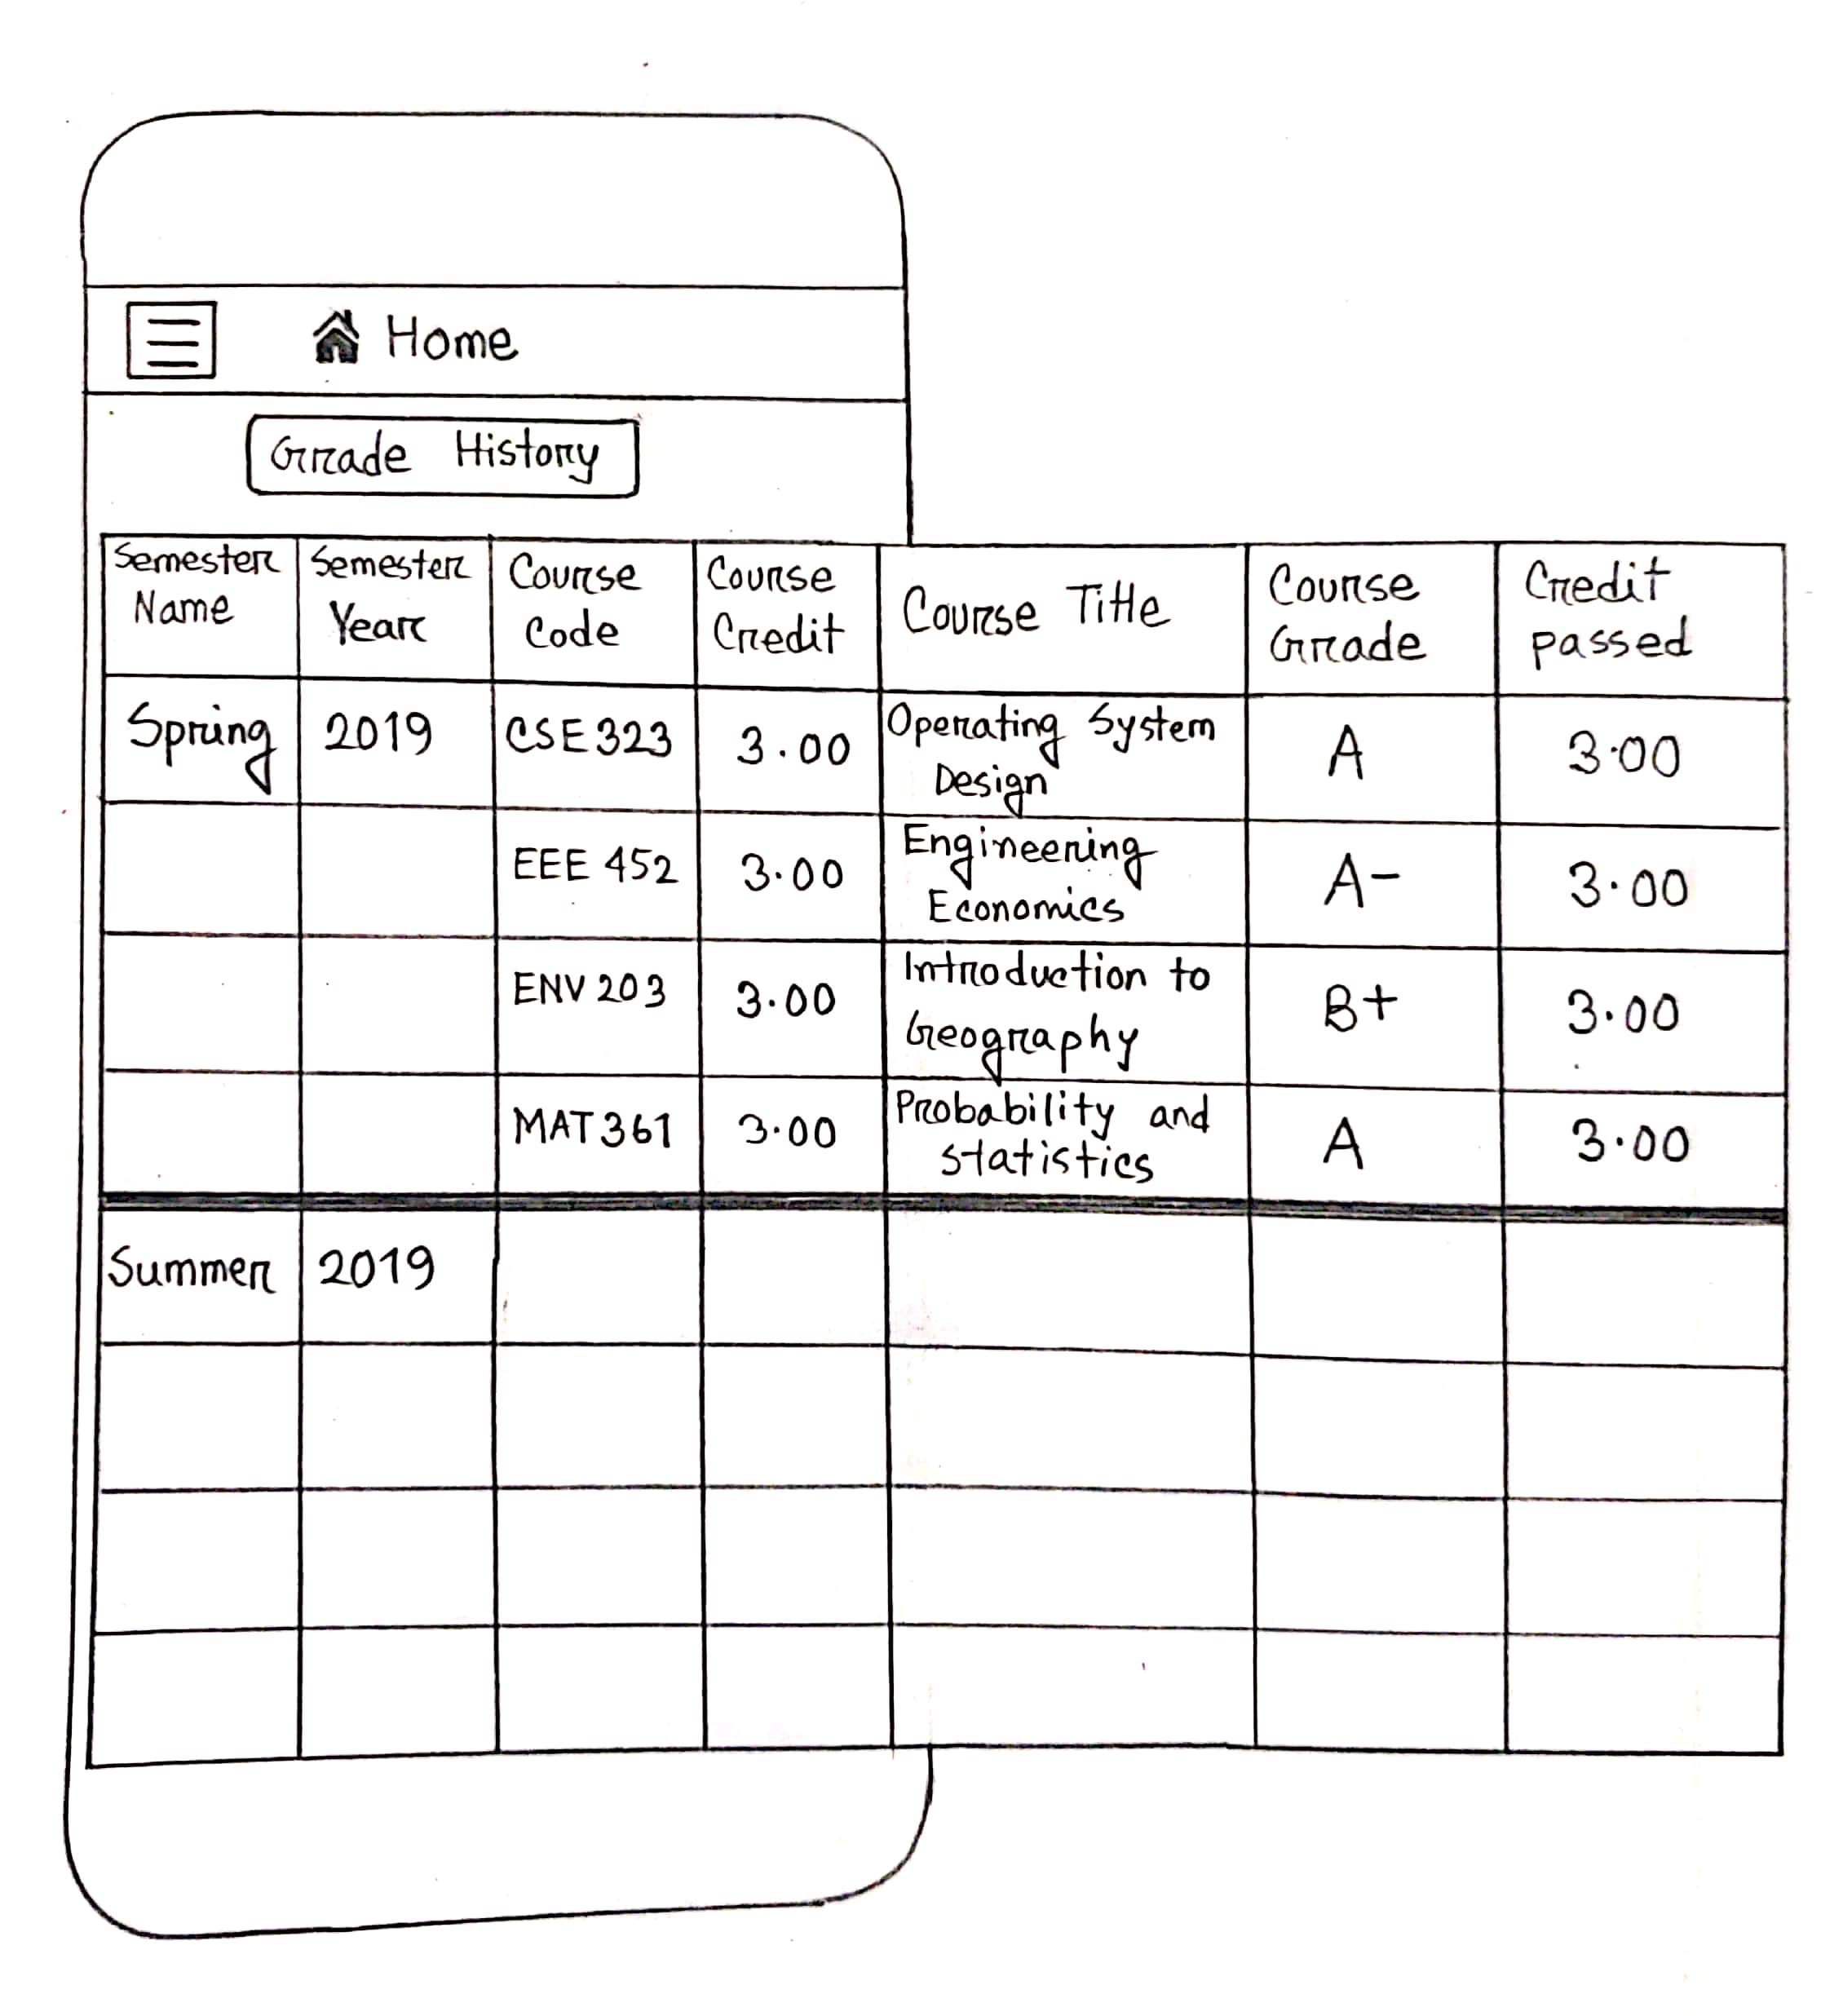 Home
Grade History
Semester Name
Semester Year
Course Code
Course Credit
Course Title
Course Grade
Credit passed
Spring 2019 CSE 323 3.00 Operating System Design A 3.00
EEE 452 3.00 Engineering Economics A- 3.00
ENV 203 3.00 Introduction to Geography B+ 3.00
MAT 361 3.00 Probability and statistics A 3.00
Summer 2019